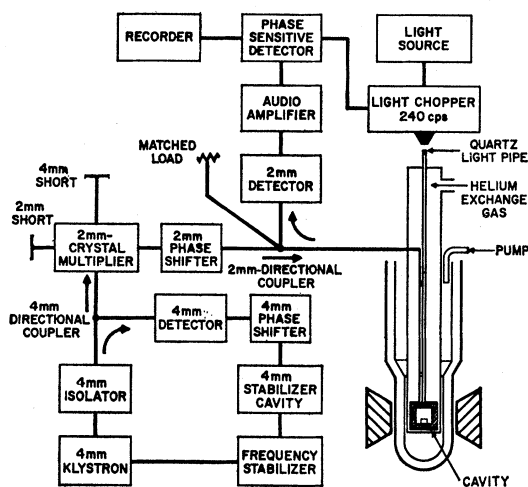 RECORDER
PHASE
SENSITIVE
DETECTOR
LIGHT
SOURCE
AUDIO
AMPLIFIER
LIGHT CHOPPER
240 cps
MATCHED
LOAD
QUARTZ
LIGHT PIPE
4mm
SHORT
2mm
DETECTOR
HELIUM
EXCHANGE
GAS
2mm
SHORT
2mm-
CRYSTAL
MULTIPLIER
2mm
PHASE
SHIFTER
PUMP
2mm-DIRECTIONAL
COUPLER
4mm
DIRECTIONAL
COUPLER
4mm
DETECTOR
4mm
PHASE
SHIFTER
4mm
ISOLATOR
4mm
STABILIZER
CAVITY
4mm
KLYSTRON
FREQUENCY
STABILIZER
CAVITY